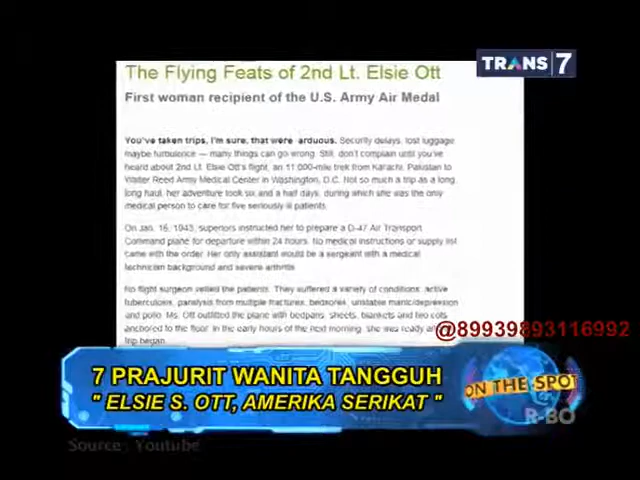 The Flying Feats of 2nd Lt. Elsie Ott
TRANS7
First woman recipient of the U.S. Army Air Medal
You've taken trips, I'm sure, that were arduous. Security delays, lost luggage
maybe turbulence — many things can go wrong. Still, don't complain until you've
heard about 2nd Lt. Elsie Ott's flight, an 11,000-mile trek from Karachi, Pakistan to
Walter Reed Army Medical Center in Washington, D.C. Not so much a trip as a long,
long haul, her adventure took six and a half days, during which she was the only
medical person to care for five seriously ill patients.
On Jan. 16, 1943, superiors instructed her to prepare a D-47 Air Transport
Command plane for departure within 24 hours. No medical instructions or supply list
came with the order. Her only assistant would be a sergeant with a medical
technician background and severe arthritis
No flight surgeon vetted the patients. They suffered a variety of conditions: active
tuberculosis, paralysis from multiple fractures, bedsores, unstable manic/depression
and polio. Ms. Ott outfitted the plane with bedpans, sheets, blankets and two cots
anchored to the floor. In the early hours of the next morning, she was ready
trip began.
@89939893116992
7 PRAJURIT WANITA TANGGUH
" ELSIE S. OTT, AMERIKA SERIKAT "
ON THE SPOT
R-BO
Source : Youtube